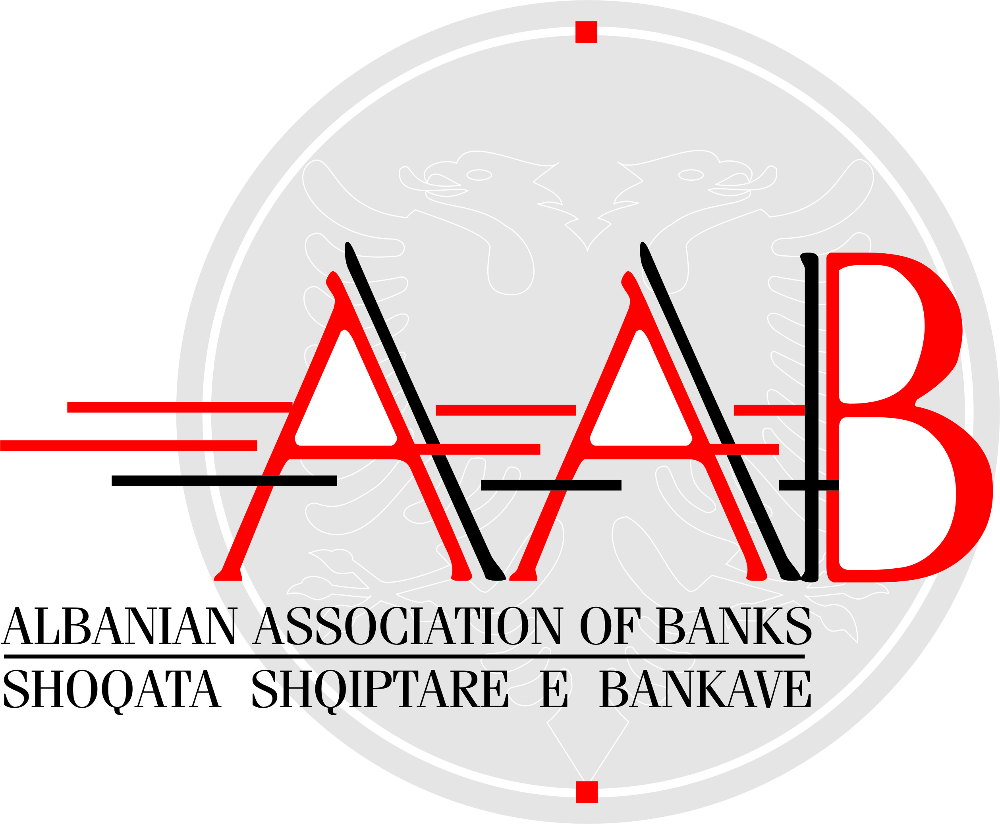 AAB
ALBANIAN ASSOCIATION OF BANKS
SHOQATA SHQIPTARE E BANKAVE